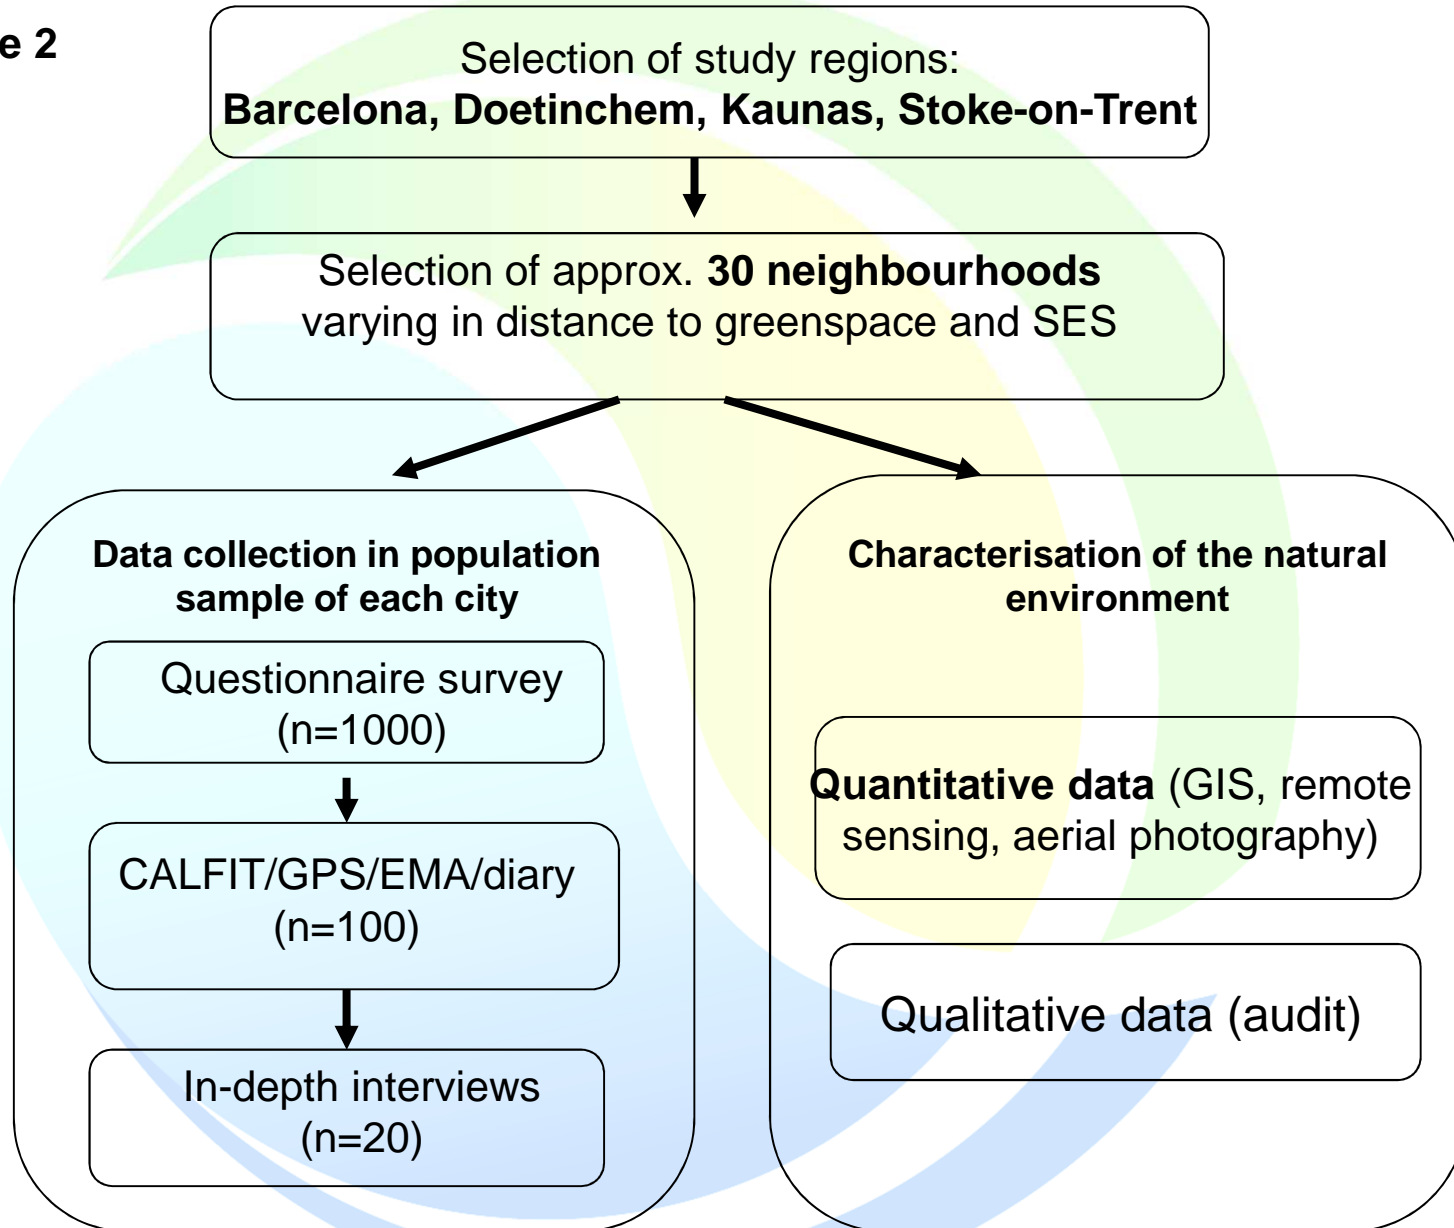 e 2
Selection of study regions:
Barcelona, Doetinchem, Kaunas, Stoke-on-Trent
Selection of approx. 30 neighbourhoods
varying in distance to greenspace and SES
Data collection in population
sample of each city
Questionnaire survey
(n=1000)
CALFIT/GPS/EMA/diary
(n=100)
In-depth interviews
(n=20)
Characterisation of the natural
environment
Quantitative data (GIS, remote
sensing, aerial photography)
Qualitative data (audit)